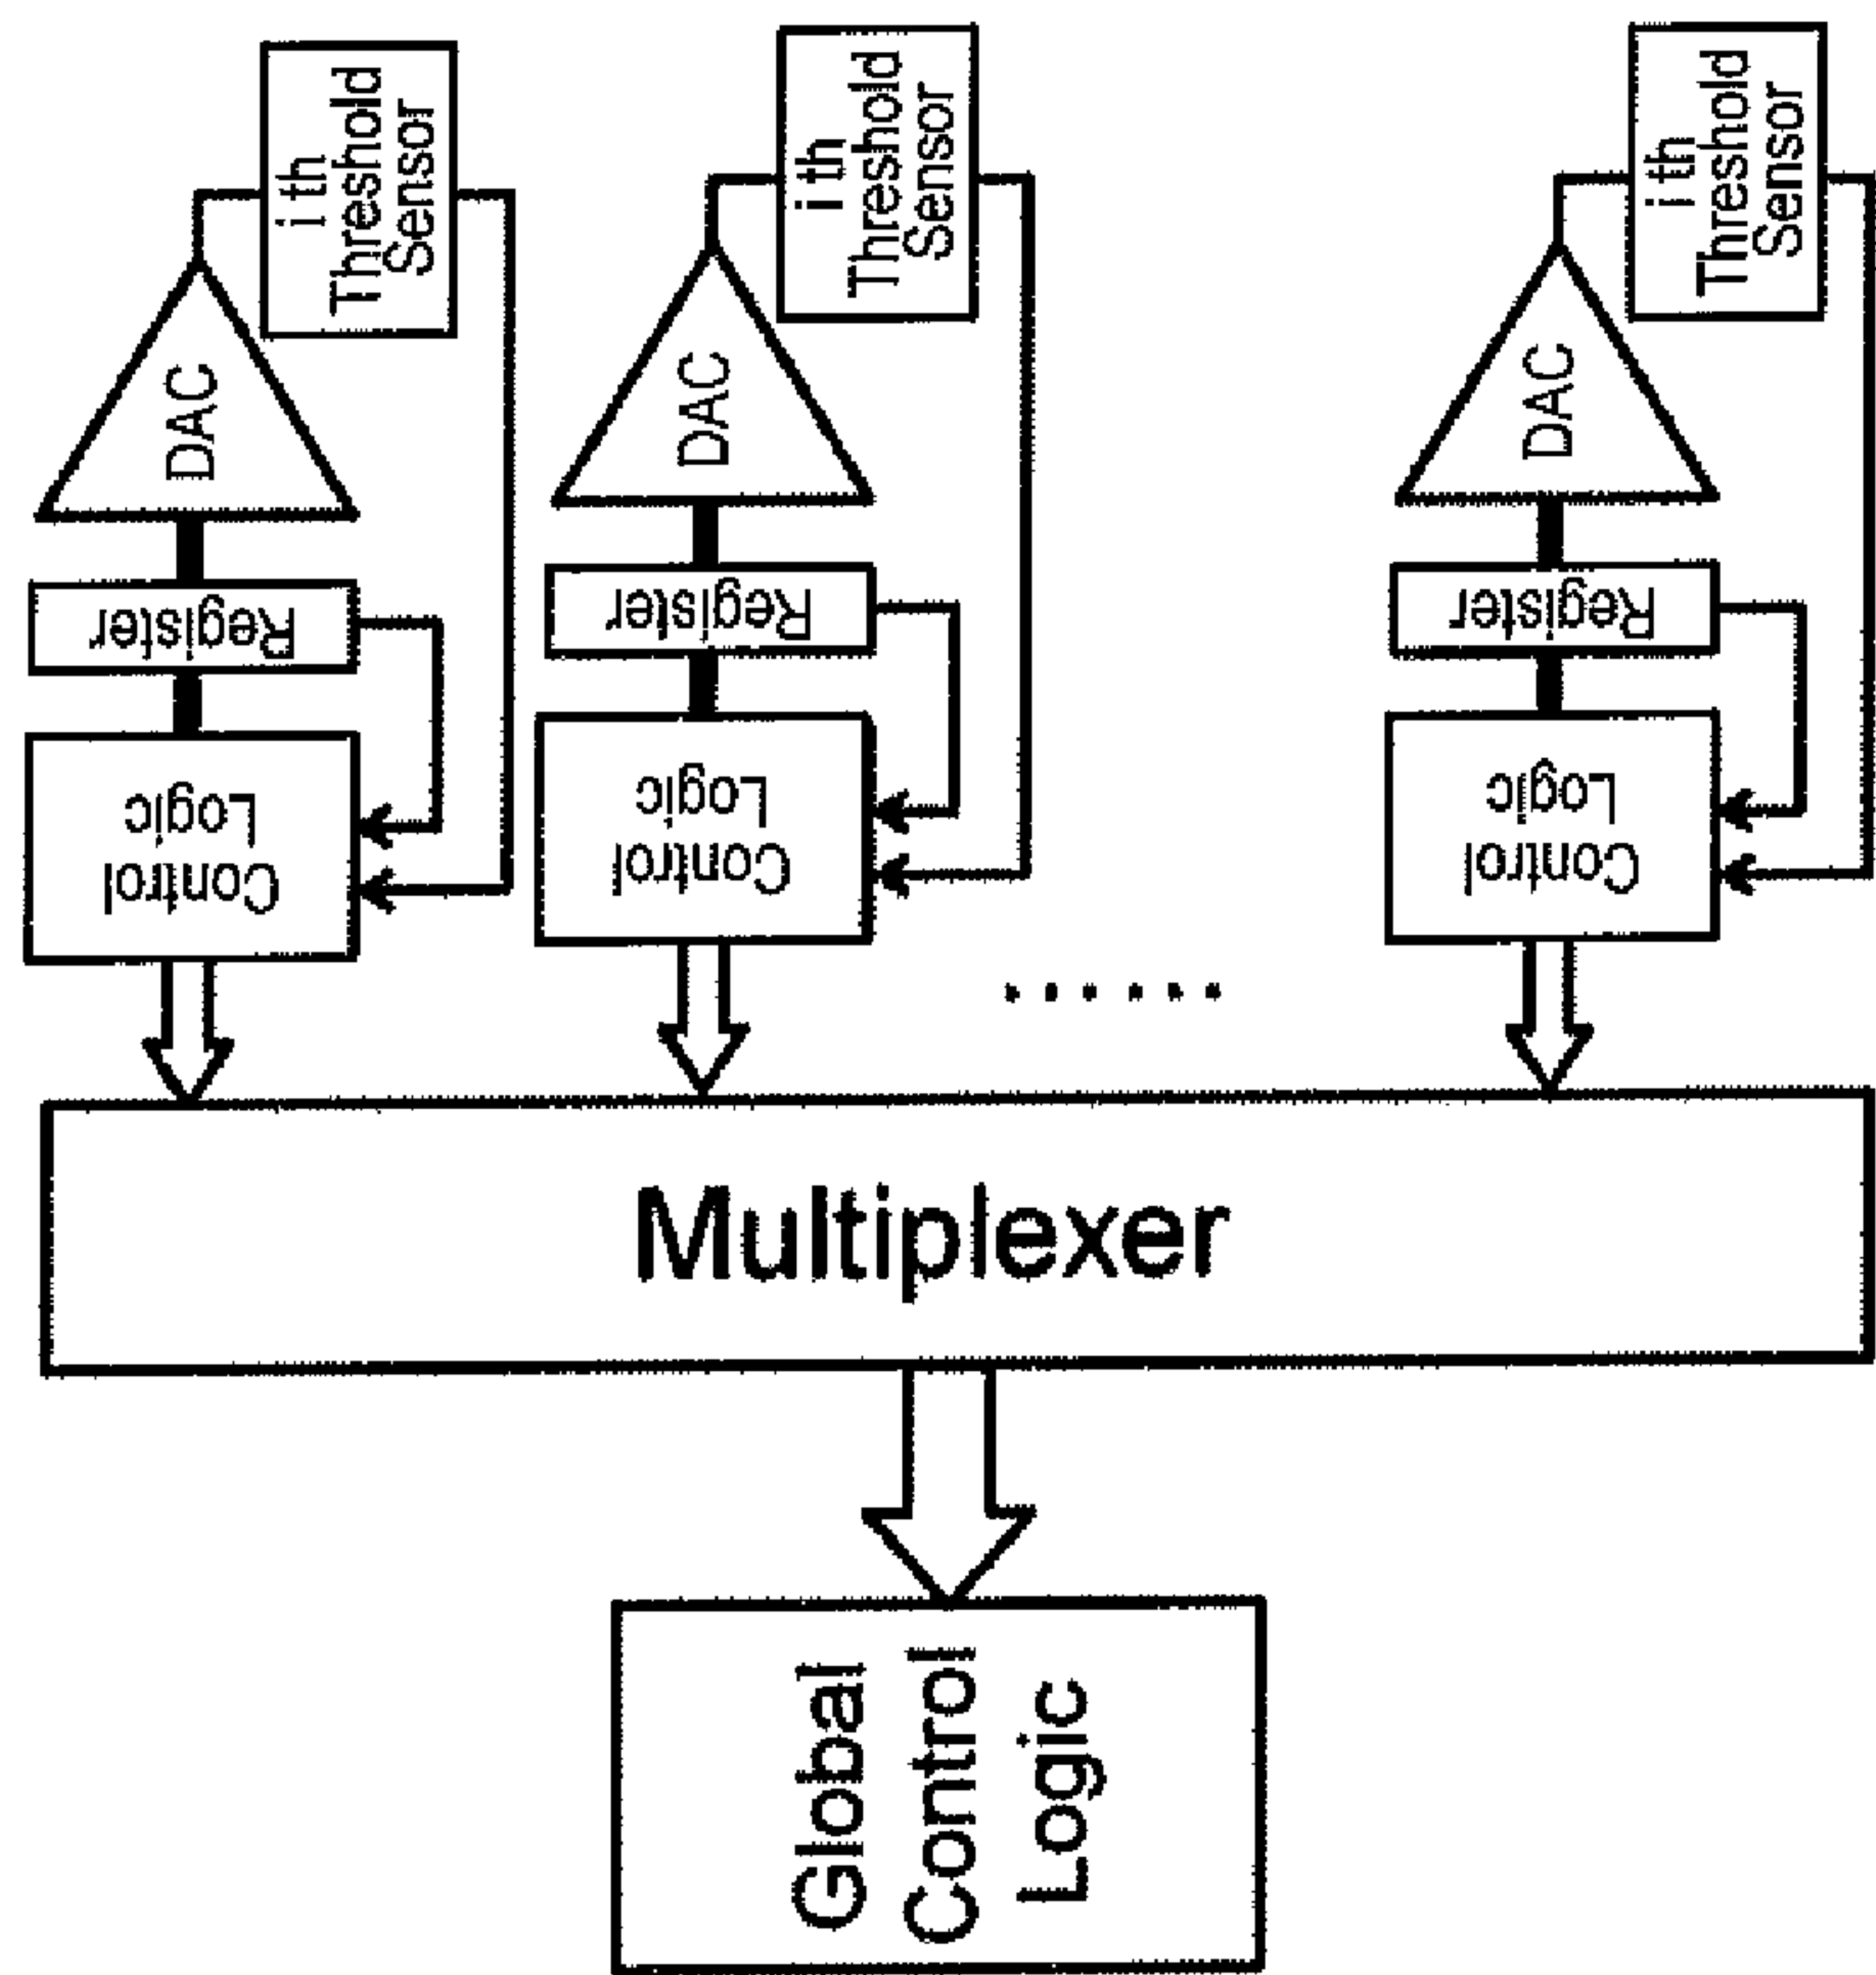 i th
Threshold
Sensor
DAC
Register
Control
Logic
i th
Threshold
Sensor
DAC
Register
Control
Logic
i th
Threshold
Sensor
DAC
Register
Control
Logic
Multiplexer
Global
Control
Logic